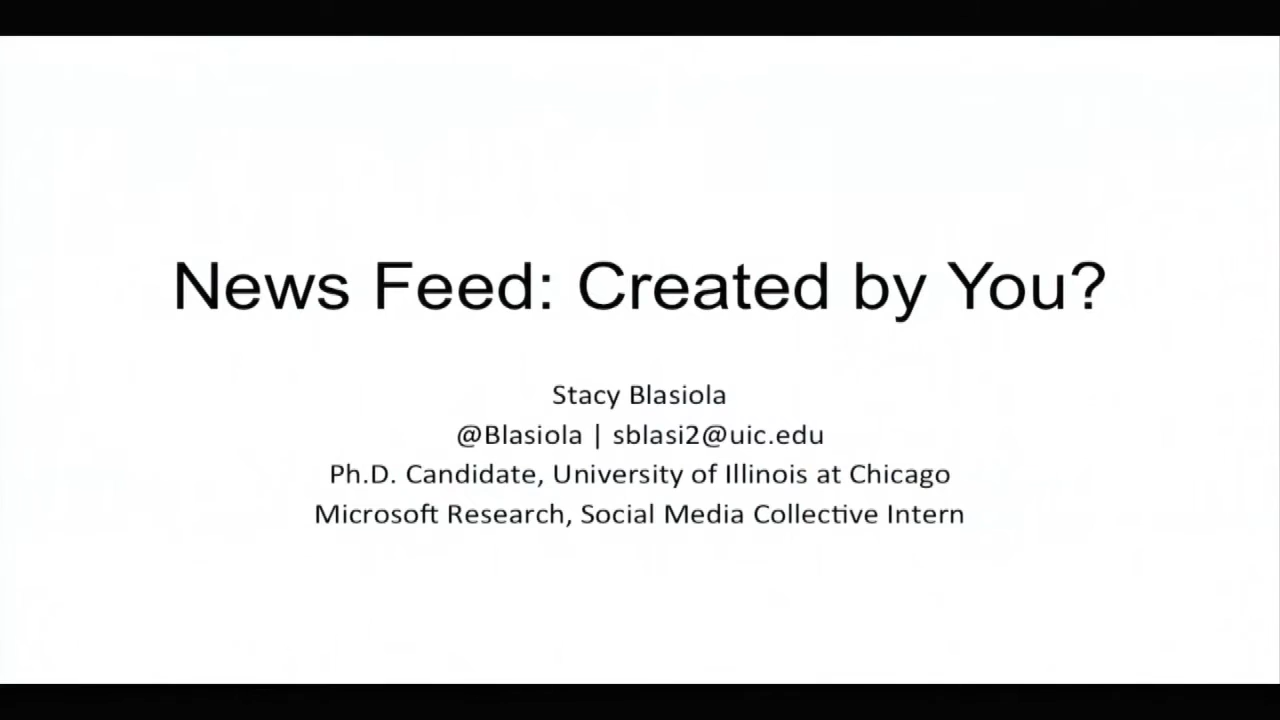 News Feed: Created by You?
Stacy Blasiola
@Blasiola | sblasi2@uic.edu
Ph.D. Candidate, University of Illinois at Chicago
Microsoft Research, Social Media Collective Intern